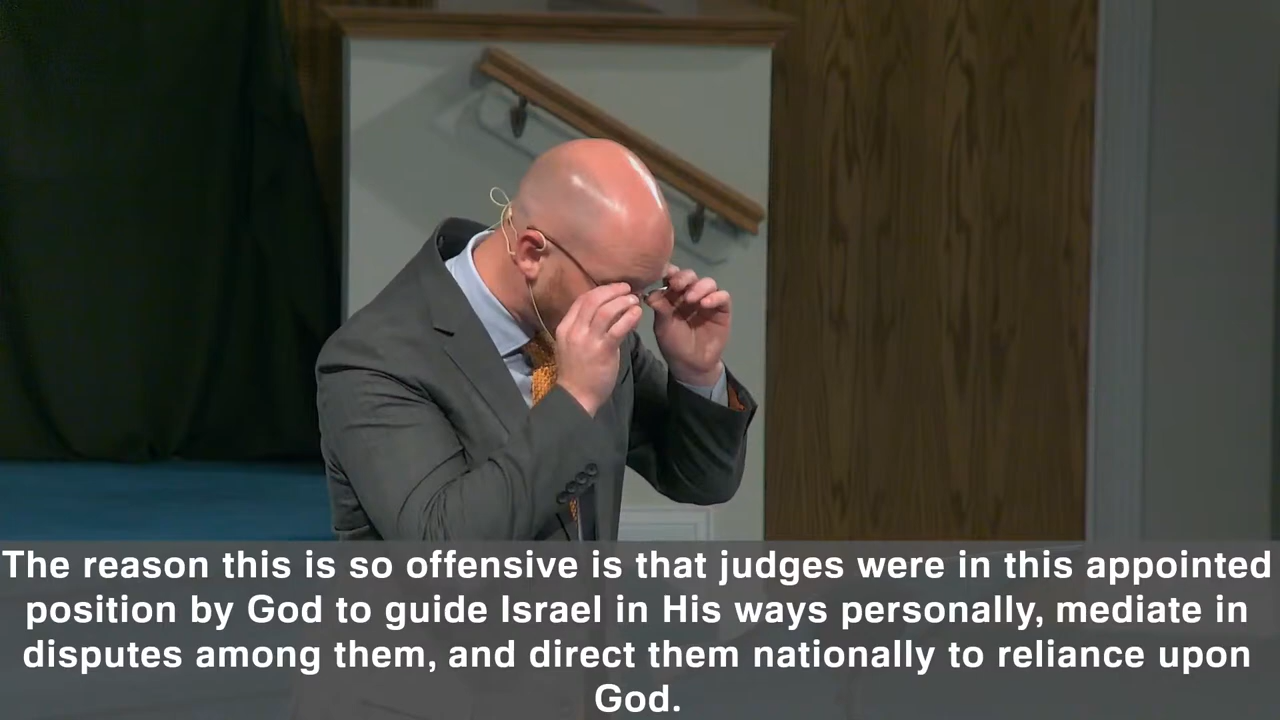 The reason this is so offensive is that judges were in this appointed
position by God to guide Israel in His ways personally, mediate in
disputes among them, and direct them nationally to reliance upon
God.